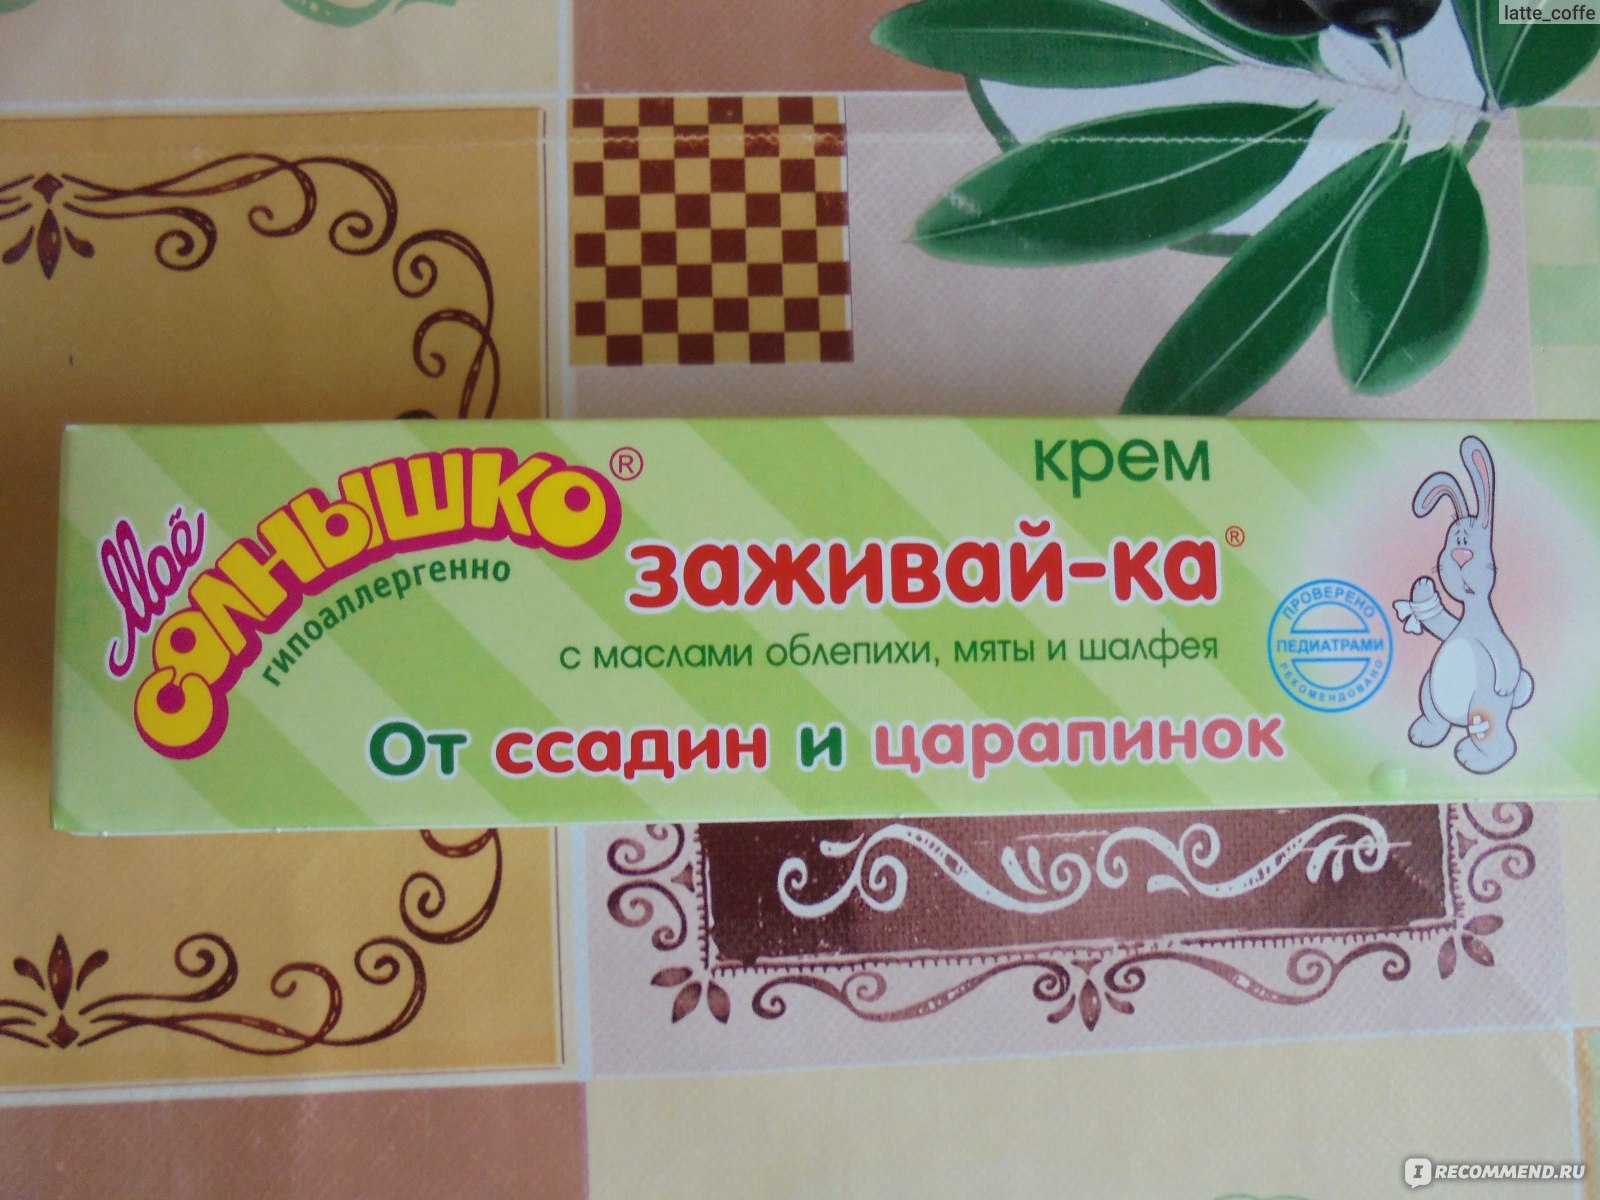 latte_coffe
Моё
СОЛНЫШКО®
гипоаллергенно
крем
заживай-ка®
с маслами облепихи, мяты и шалфея
От ссадин и царапинок
ПРОВЕРЕНО
ПЕДИАТРАМИ
РЕКОМЕНДОВАНО
IRECOMMEND.RU